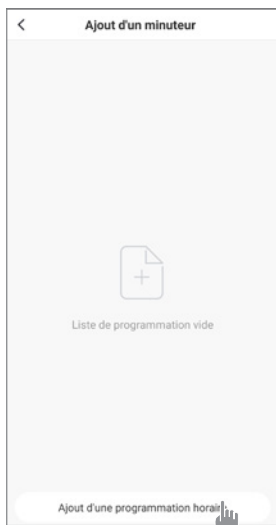 Ajout d'un minuteur
Liste de programmation vide
Ajout d'une programmation horaire